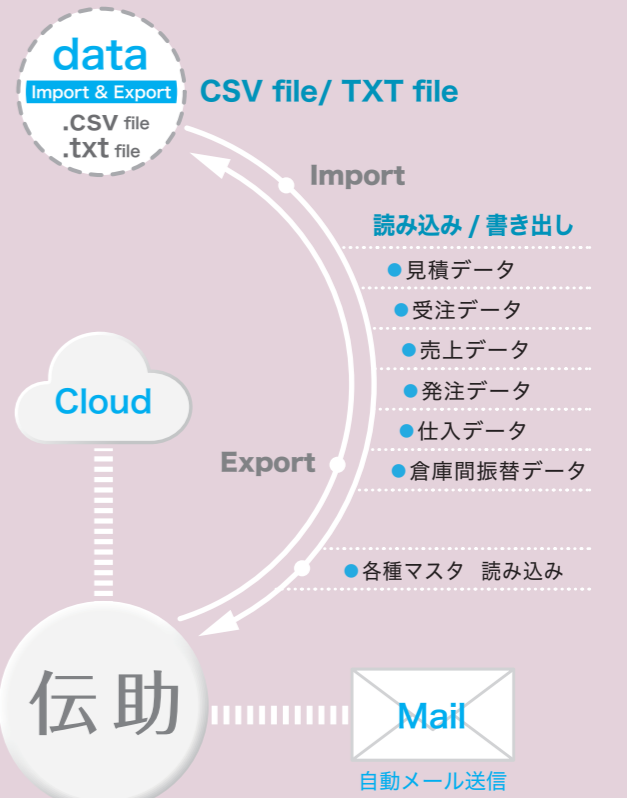 data
Import & Export
.CSV file
.txt file
CSV file/ TXT file
Import
読み込み / 書き出し
●見積データ
●受注データ
●売上データ
●発注データ
●仕入データ
●倉庫間振替データ
Cloud
Export
●各種マスタ 読み込み
伝助
Mail
自動メール送信